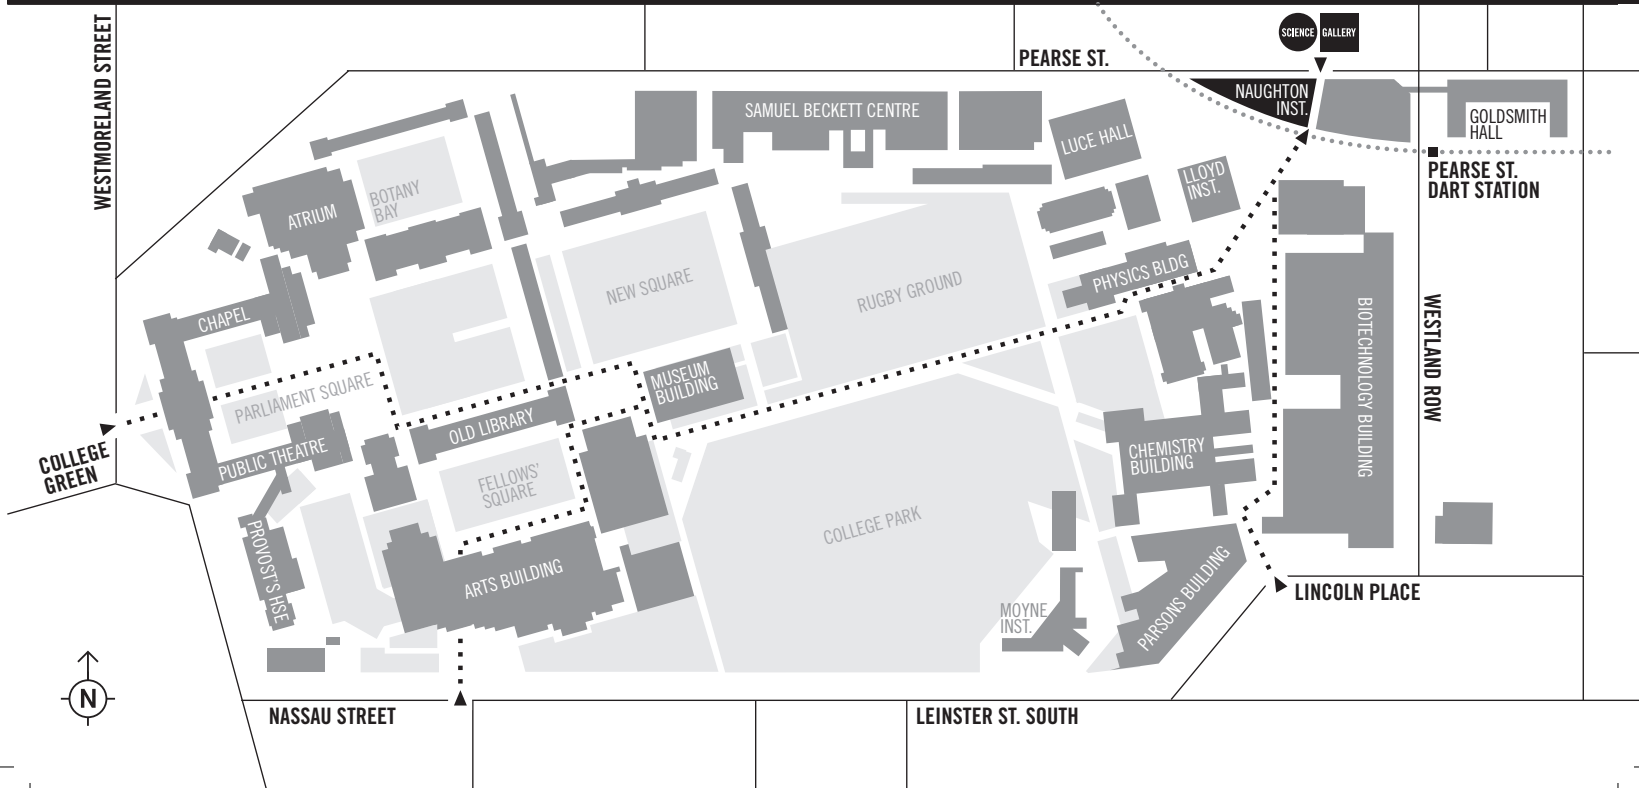 WESTMORELAND STREET
PEARSE ST.
SCIENCE
GALLERY
NAUGHTON
INST.
GOLDSMITH
HALL
PEARSE ST.
DART STATION
SAMUEL BECKETT CENTRE
LUCE HALL
LLOYD
INST.
BOTANY
BAY
ATRIUM
NEW SQUARE
RUGBY GROUND
PHYSICS BLDG
CHAPEL
PARLIAMENT SQUARE
MUSEUM
BUILDING
OLD LIBRARY
PUBLIC THEATRE
COLLEGE
GREEN
FELLOWS'
SQUARE
CHEMISTRY
BUILDING
BIOTECHNOLOGY BUILDING
WESTLAND ROW
COLLEGE PARK
PROVOST'S HSE
ARTS BUILDING
MOYNE
INST.
PARSONS BUILDING
LINCOLN PLACE
N
NASSAU STREET
LEINSTER ST. SOUTH